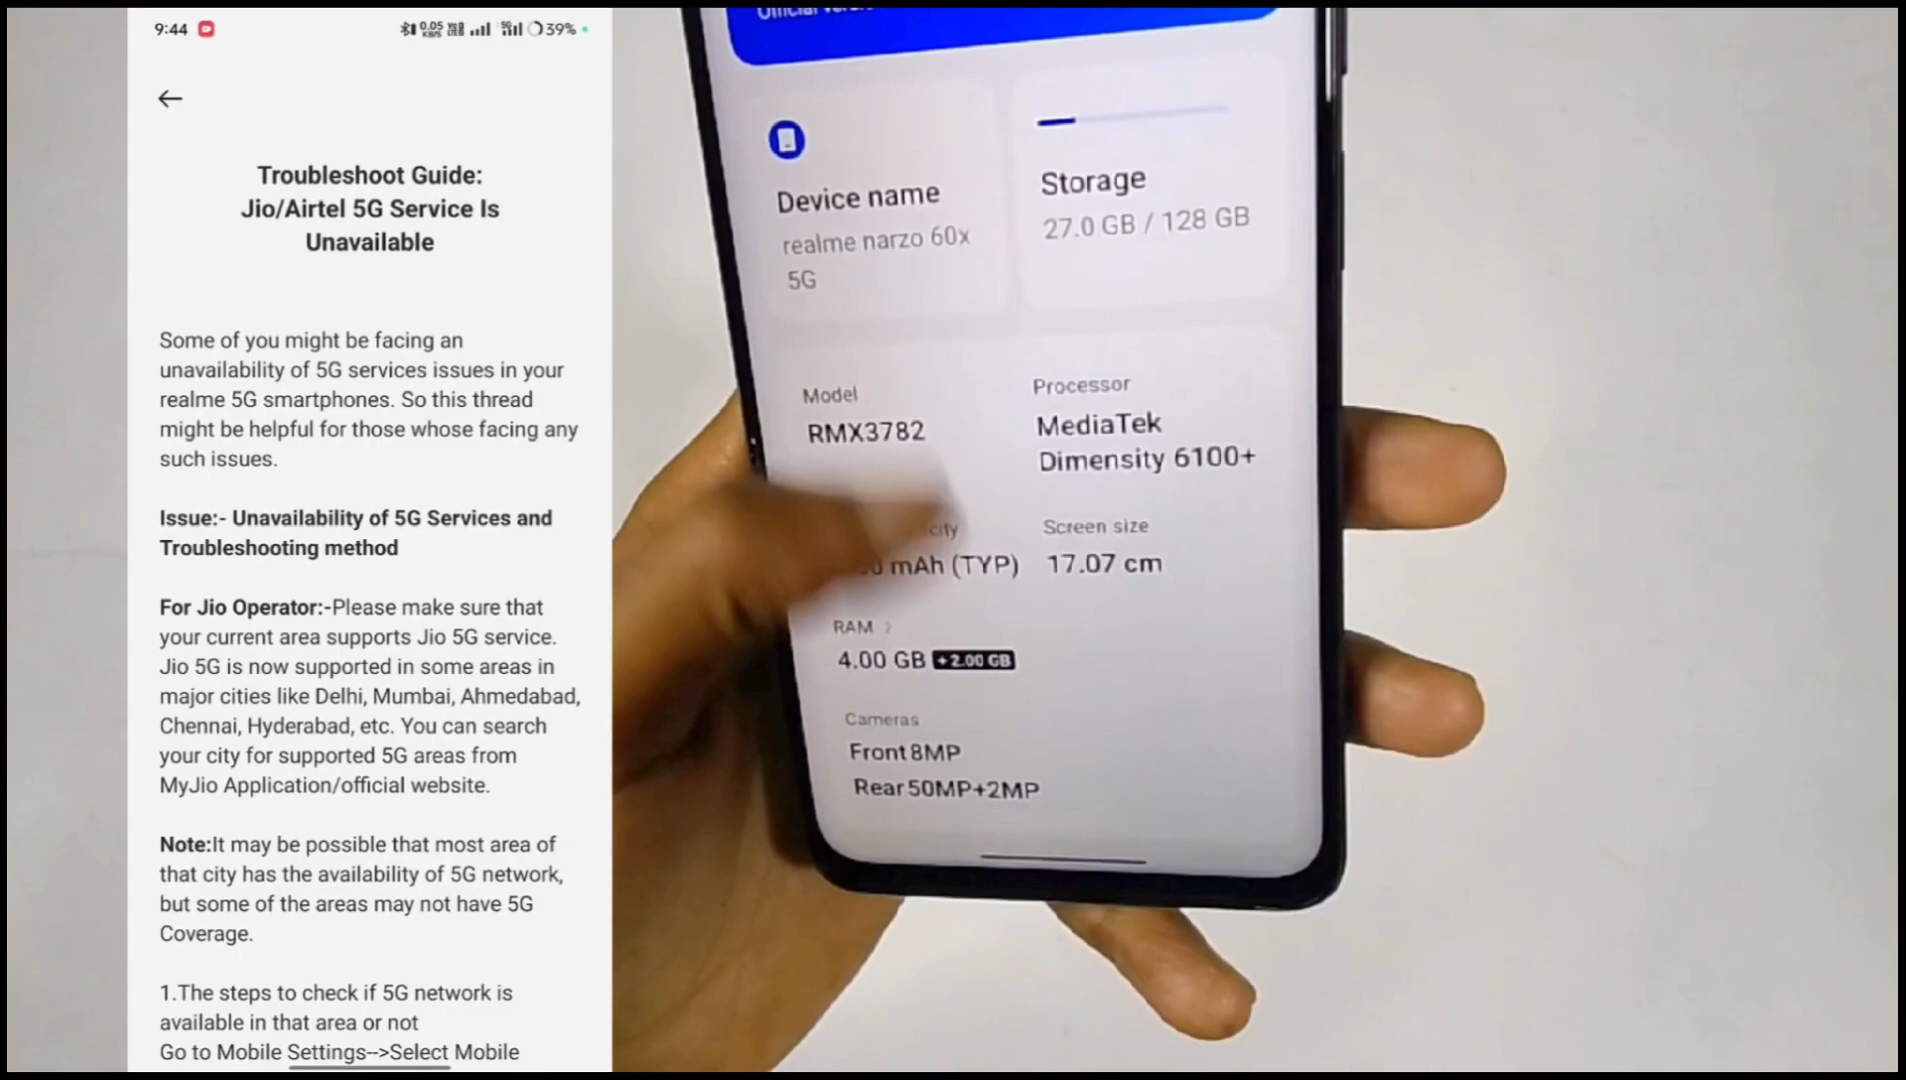 9:44
0.05 KB/S
5G
39%
Troubleshoot Guide:
Jio/Airtel 5G Service Is
Unavailable
Some of you might be facing an
unavailability of 5G services issues in your
realme 5G smartphones. So this thread
might be helpful for those whose facing any
such issues.
Issue:- Unavailability of 5G Services and
Troubleshooting method
For Jio Operator:-Please make sure that
your current area supports Jio 5G service.
Jio 5G is now supported in some areas in
major cities like Delhi, Mumbai, Ahmedabad,
Chennai, Hyderabad, etc. You can search
your city for supported 5G areas from
MyJio Application/official website.
Note:It may be possible that most area of
that city has the availability of 5G network,
but some of the areas may not have 5G
Coverage.
1.The steps to check if 5G network is
available in that area or not
Go to Mobile Settings-->Select Mobile
Official
Device name
realme narzo 60x
5G
Storage
27.0 GB / 128 GB
Model
RMX3782
Processor
MediaTek
Dimensity 6100+
mAh (TYP)
Screen size
17.07 cm
RAM >
4.00 GB +2.00 GB
Cameras
Front 8MP
Rear 50MP+2MP